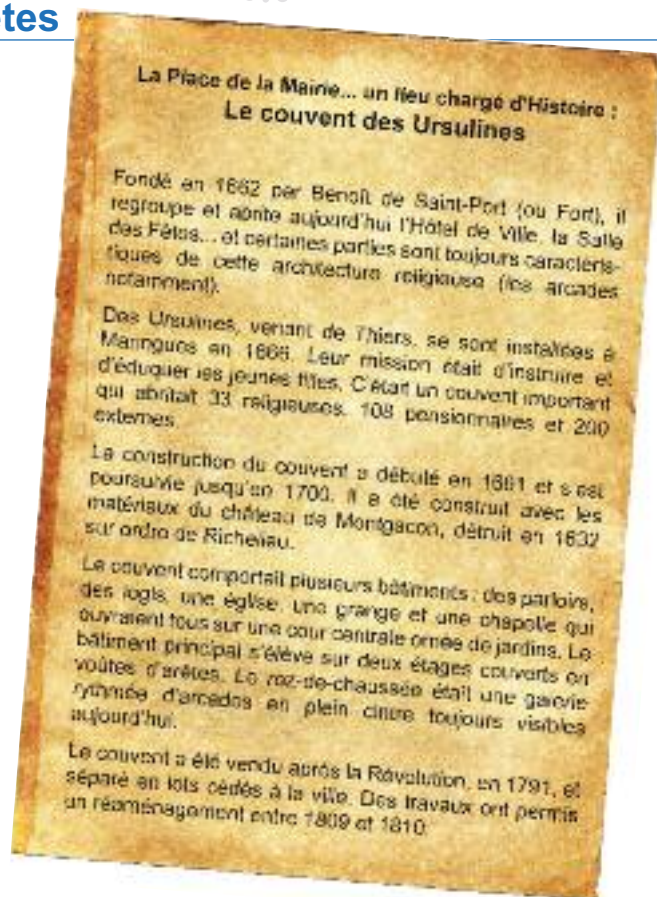 êtes
La Place de la Mairie... un lieu chargé d'Histoire :
Le couvent des Ursulines
Fondé en 1662 par Benoît de Saint-Port (ou Fort), il
regroupe et abrite aujourd'hui l'Hôtel de Ville, la Salle
des Fêtes... et certaines parties sont toujours caractéris-
tiques de cette architecture religieuse (les arcades
notamment).
Des Ursulines, venant de Thiers, se sont installées à
Maringues en 1666. Leur mission était d'instruire et
d'éduquer les jeunes filles. C'était un couvent important
qui abritait 33 religieuses, 108 pensionnaires et 200
externes.
La construction du couvent a débuté en 1661 et s'est
poursuivie jusqu'en 1700. Il a été construit avec les
matériaux du château de Montgacon, détruit en 1632
sur ordre de Richelieu.
Le couvent comportait plusieurs bâtiments : des parloirs,
des logis, une église, une grange et une chapelle qui
ouvraient tous sur une cour centrale ornée de jardins. Le
bâtiment principal s'élève sur deux étages couverts en
voûtes d'arêtes. Le rez-de-chaussée était une galerie
rythmée d'arcades en plein cintre toujours visibles
aujourd'hui.
Le couvent a été vendu après la Révolution, en 1791, et
séparé en lots cédés à la ville. Des travaux ont permis
un réaménagement entre 1809 et 1810.